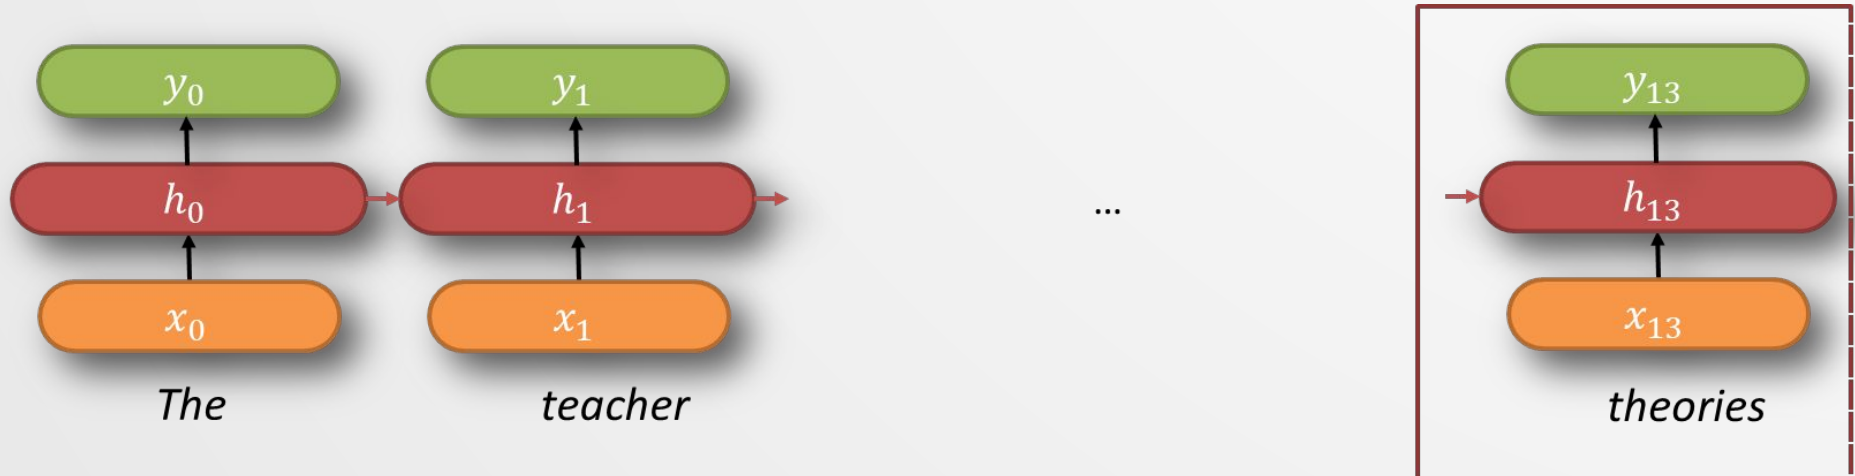 y₀ y₁ y₁₃
h₀ h₁ ... h₁₃
x₀ x₁ x₁₃
The teacher theories